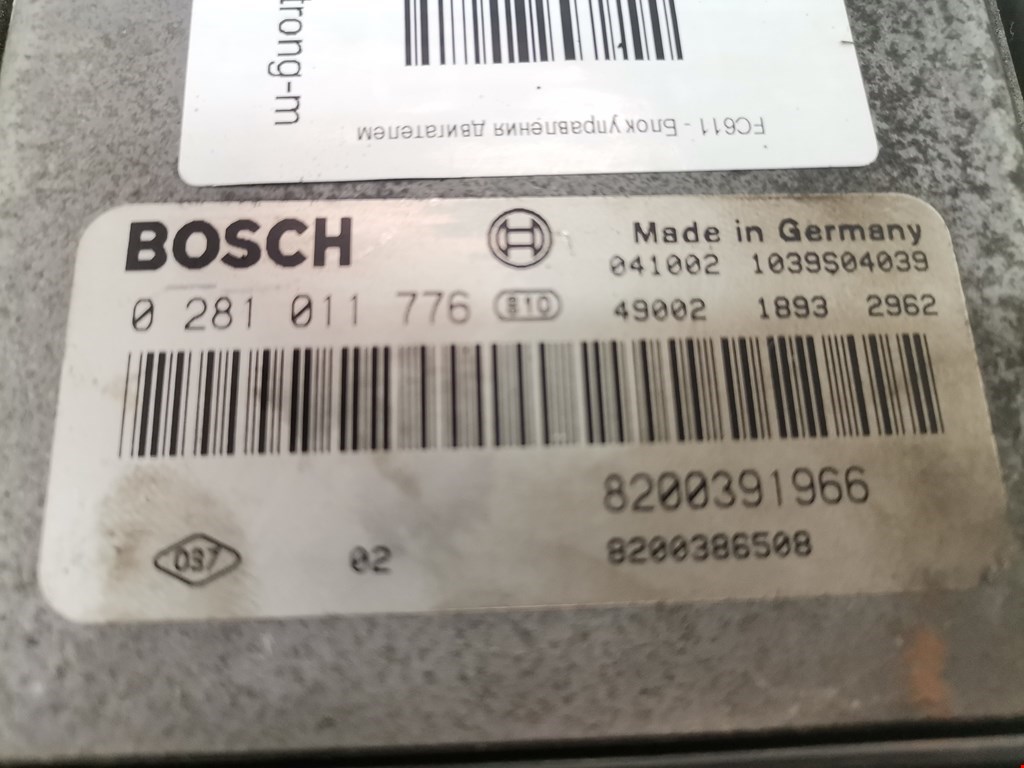 trong-m
FC611 - Блок управления двигателем
BOSCH
Made in Germany
041002 1039S04039
0 281 011 776 810 49002 1893 2962
8200391966
037 02 8200386508